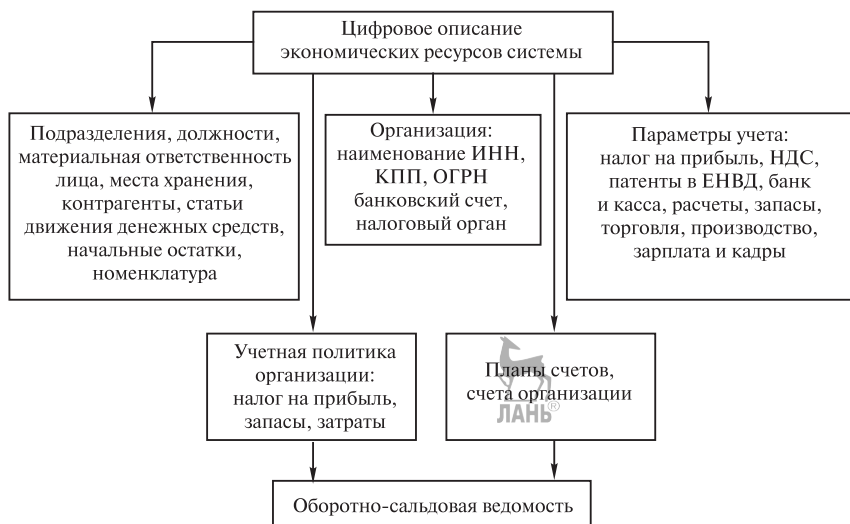 Цифровое описание
экономических ресурсов системы
Подразделения, должности,
материальная ответственность
лица, места хранения,
контрагенты, статьи
движения денежных средств,
начальные остатки,
номенклатура
Организация:
наименование ИНН,
КПП, ОГРН
банковский счет,
налоговый орган
Параметры учета:
налог на прибыль, НДС,
патенты в ЕНВД, банк
и касса, расчеты, запасы,
торговля, производство,
зарплата и кадры
Учетная политика
организации:
налог на прибыль,
запасы, затраты
Планы счетов,
счета организации
ЛАНЬ®
Оборотно-сальдовая ведомость